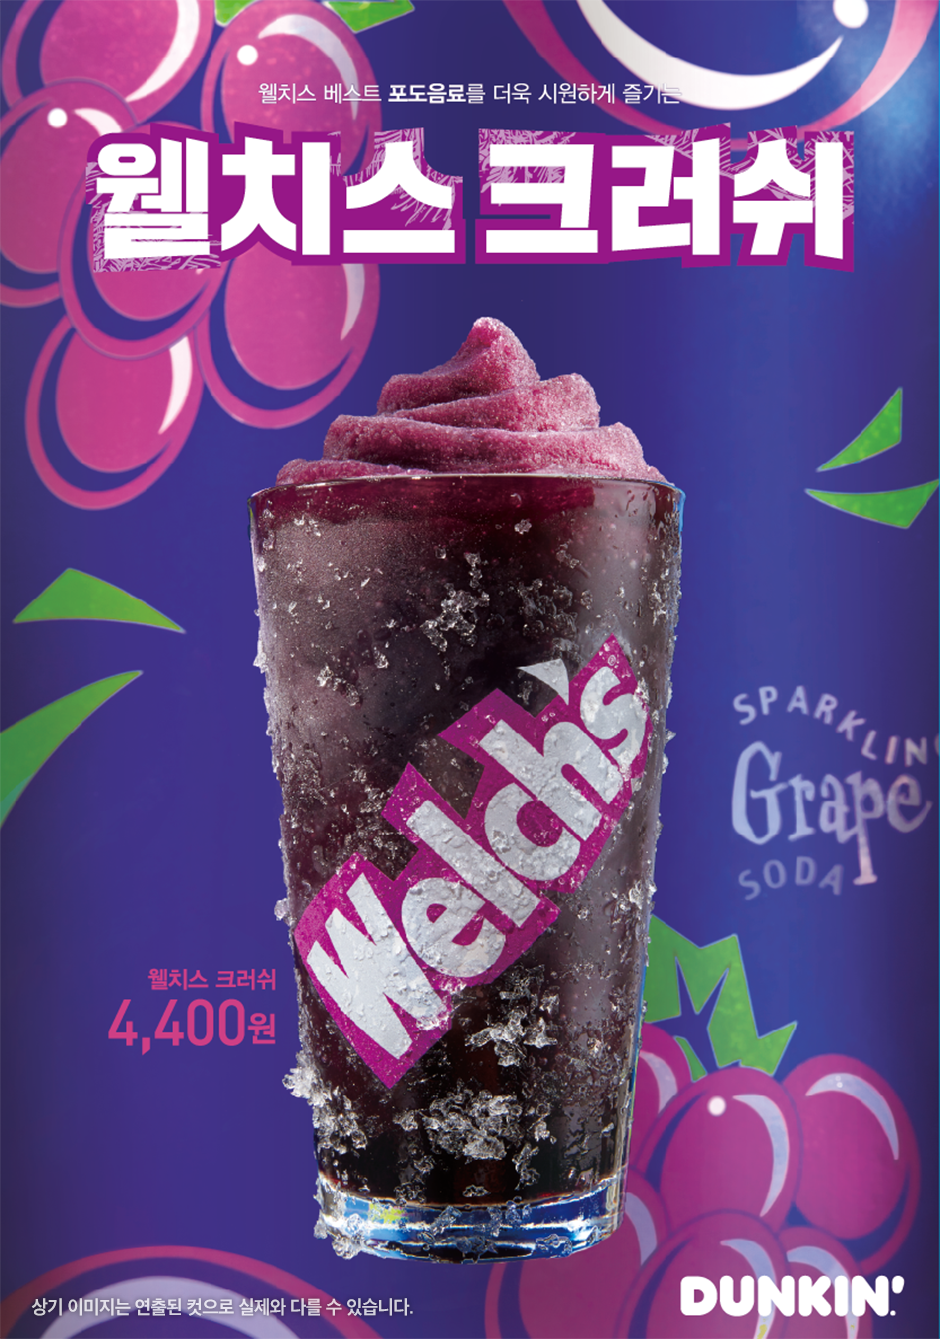 웰치스 베스트 포도음료를 더욱 시원하게 즐기는
웰치스 크러쉬
Welch's®
SPARKLIN
Grape
SODA
웰치스 크러쉬
4,400원
상기 이미지는 연출된 컷으로 실제와 다를 수 있습니다.
DUNKIN'.